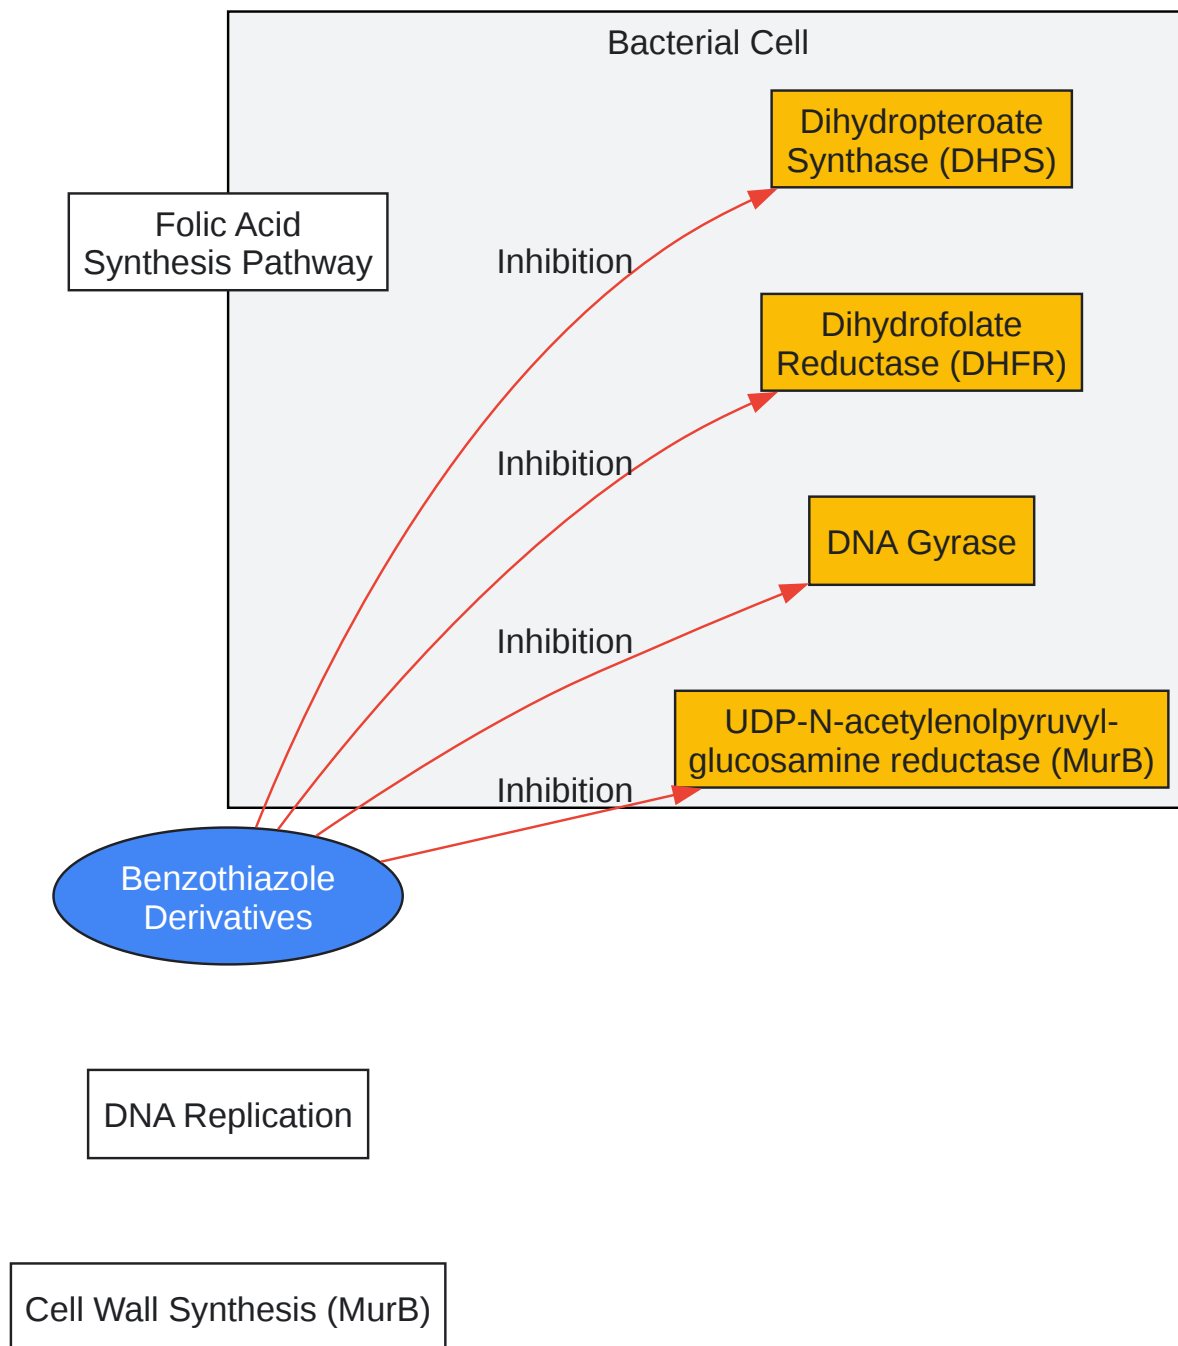 Bacterial Cell
Dihydropteroate
Synthase (DHPS)
Folic Acid
Synthesis Pathway
Inhibition
Dihydrofolate
Reductase (DHFR)
Inhibition
DNA Gyrase
Inhibition
UDP-N-acetylenolpyruvyl-
glucosamine reductase (MurB)
Inhibition
Benzothiazole
Derivatives
DNA Replication
Cell Wall Synthesis (MurB)